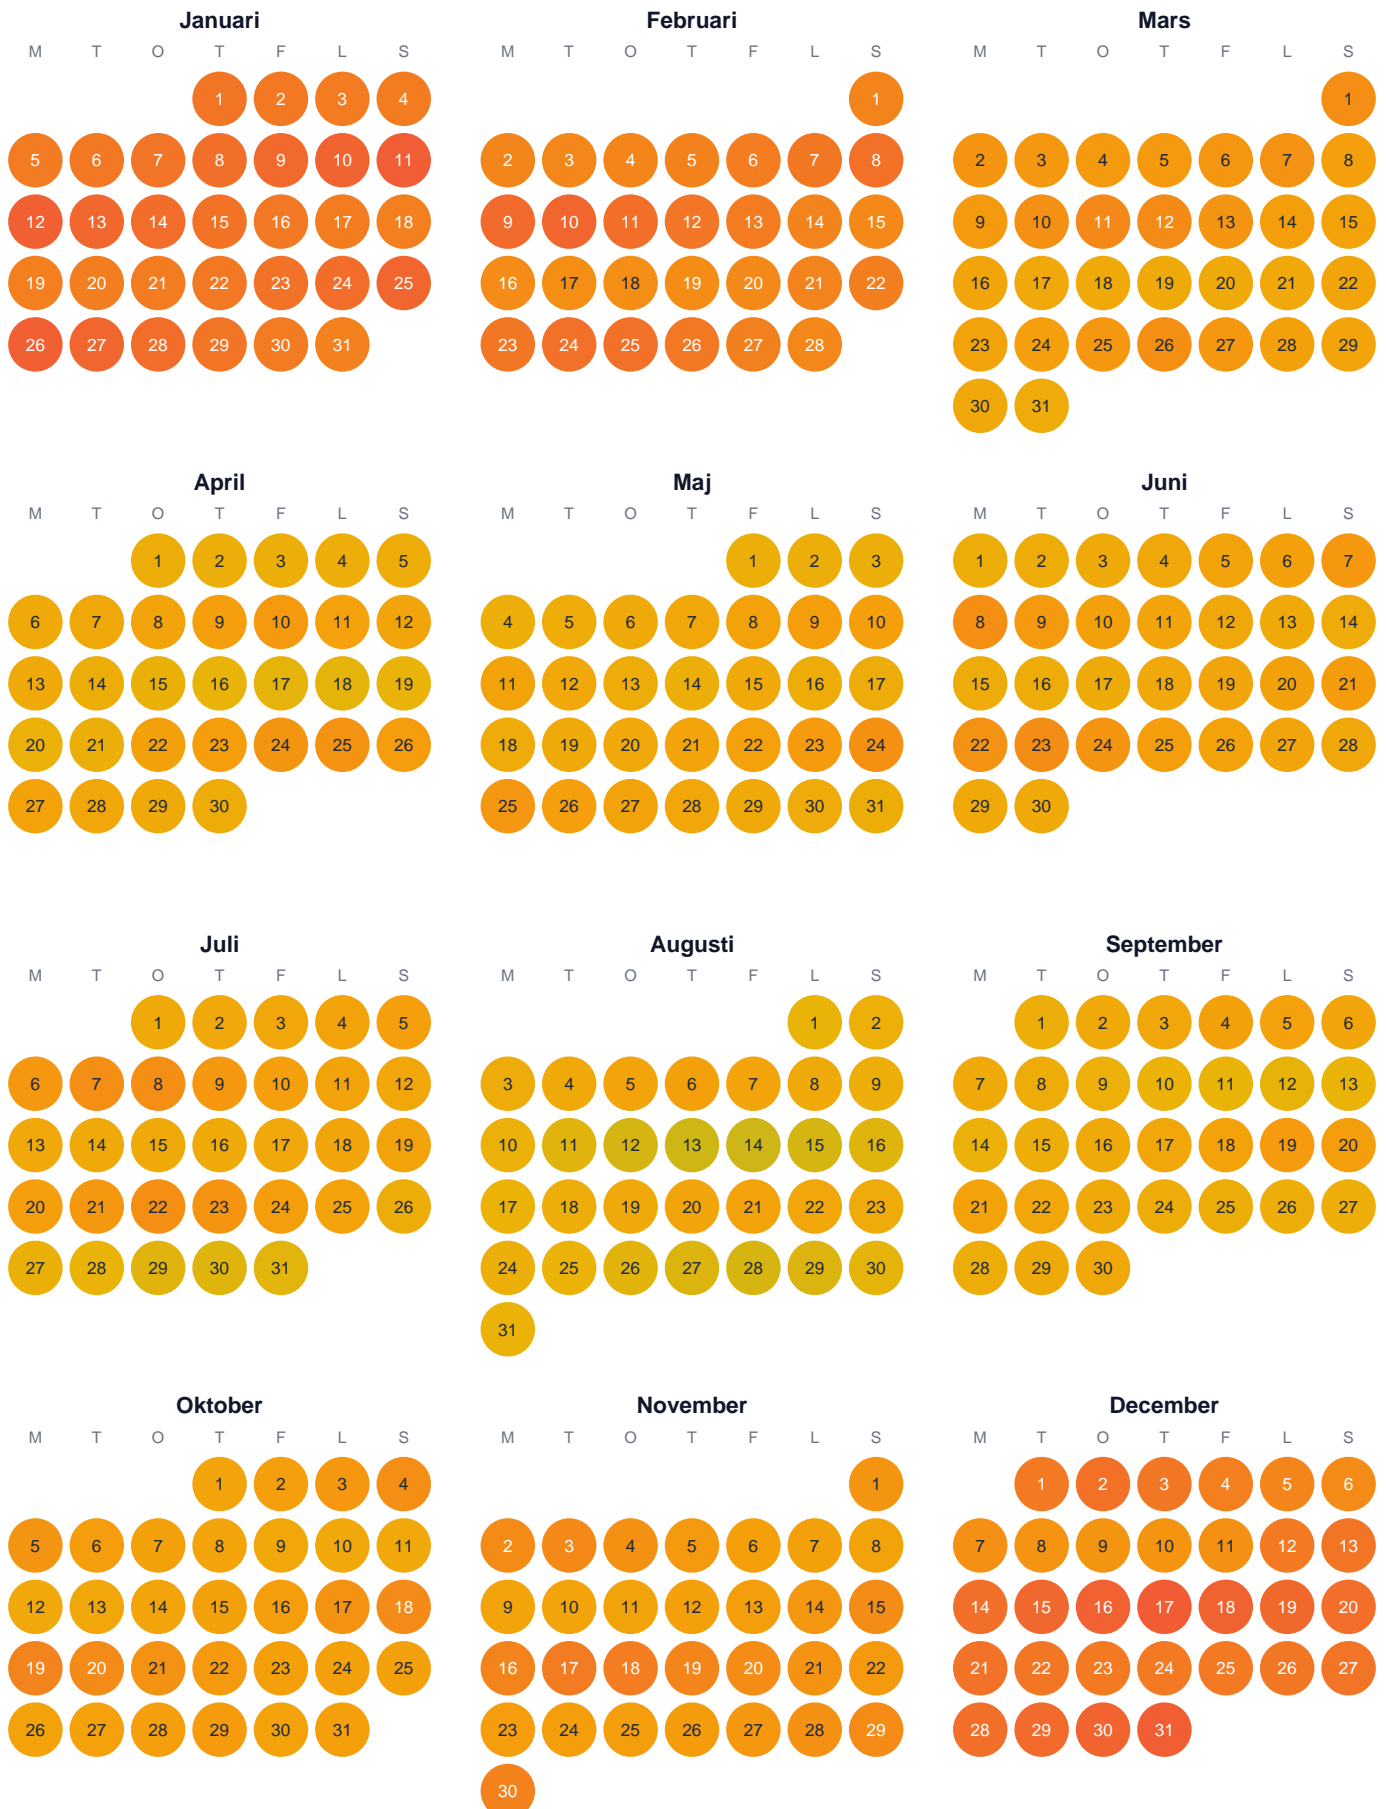 Januari
M T O T F L S
1 2 3 4
5 6 7 8 9 10 11
12 13 14 15 16 17 18
19 20 21 22 23 24 25
26 27 28 29 30 31
Februari
M T O T F L S
1
2 3 4 5 6 7 8
9 10 11 12 13 14 15
16 17 18 19 20 21 22
23 24 25 26 27 28
Mars
M T O T F L S
1
2 3 4 5 6 7 8
9 10 11 12 13 14 15
16 17 18 19 20 21 22
23 24 25 26 27 28 29
30 31
April
M T O T F L S
1 2 3 4 5
6 7 8 9 10 11 12
13 14 15 16 17 18 19
20 21 22 23 24 25 26
27 28 29 30
Maj
M T O T F L S
1 2 3
4 5 6 7 8 9 10
11 12 13 14 15 16 17
18 19 20 21 22 23 24
25 26 27 28 29 30 31
Juni
M T O T F L S
1 2 3 4 5 6 7
8 9 10 11 12 13 14
15 16 17 18 19 20 21
22 23 24 25 26 27 28
29 30
Juli
M T O T F L S
1 2 3 4 5
6 7 8 9 10 11 12
13 14 15 16 17 18 19
20 21 22 23 24 25 26
27 28 29 30 31
Augusti
M T O T F L S
1 2
3 4 5 6 7 8 9
10 11 12 13 14 15 16
17 18 19 20 21 22 23
24 25 26 27 28 29 30
31
September
M T O T F L S
1 2 3 4 5 6
7 8 9 10 11 12 13
14 15 16 17 18 19 20
21 22 23 24 25 26 27
28 29 30
Oktober
M T O T F L S
1 2 3 4
5 6 7 8 9 10 11
12 13 14 15 16 17 18
19 20 21 22 23 24 25
26 27 28 29 30 31
November
M T O T F L S
1
2 3 4 5 6 7 8
9 10 11 12 13 14 15
16 17 18 19 20 21 22
23 24 25 26 27 28 29
30
December
M T O T F L S
1 2 3 4 5 6
7 8 9 10 11 12 13
14 15 16 17 18 19 20
21 22 23 24 25 26 27
28 29 30 31